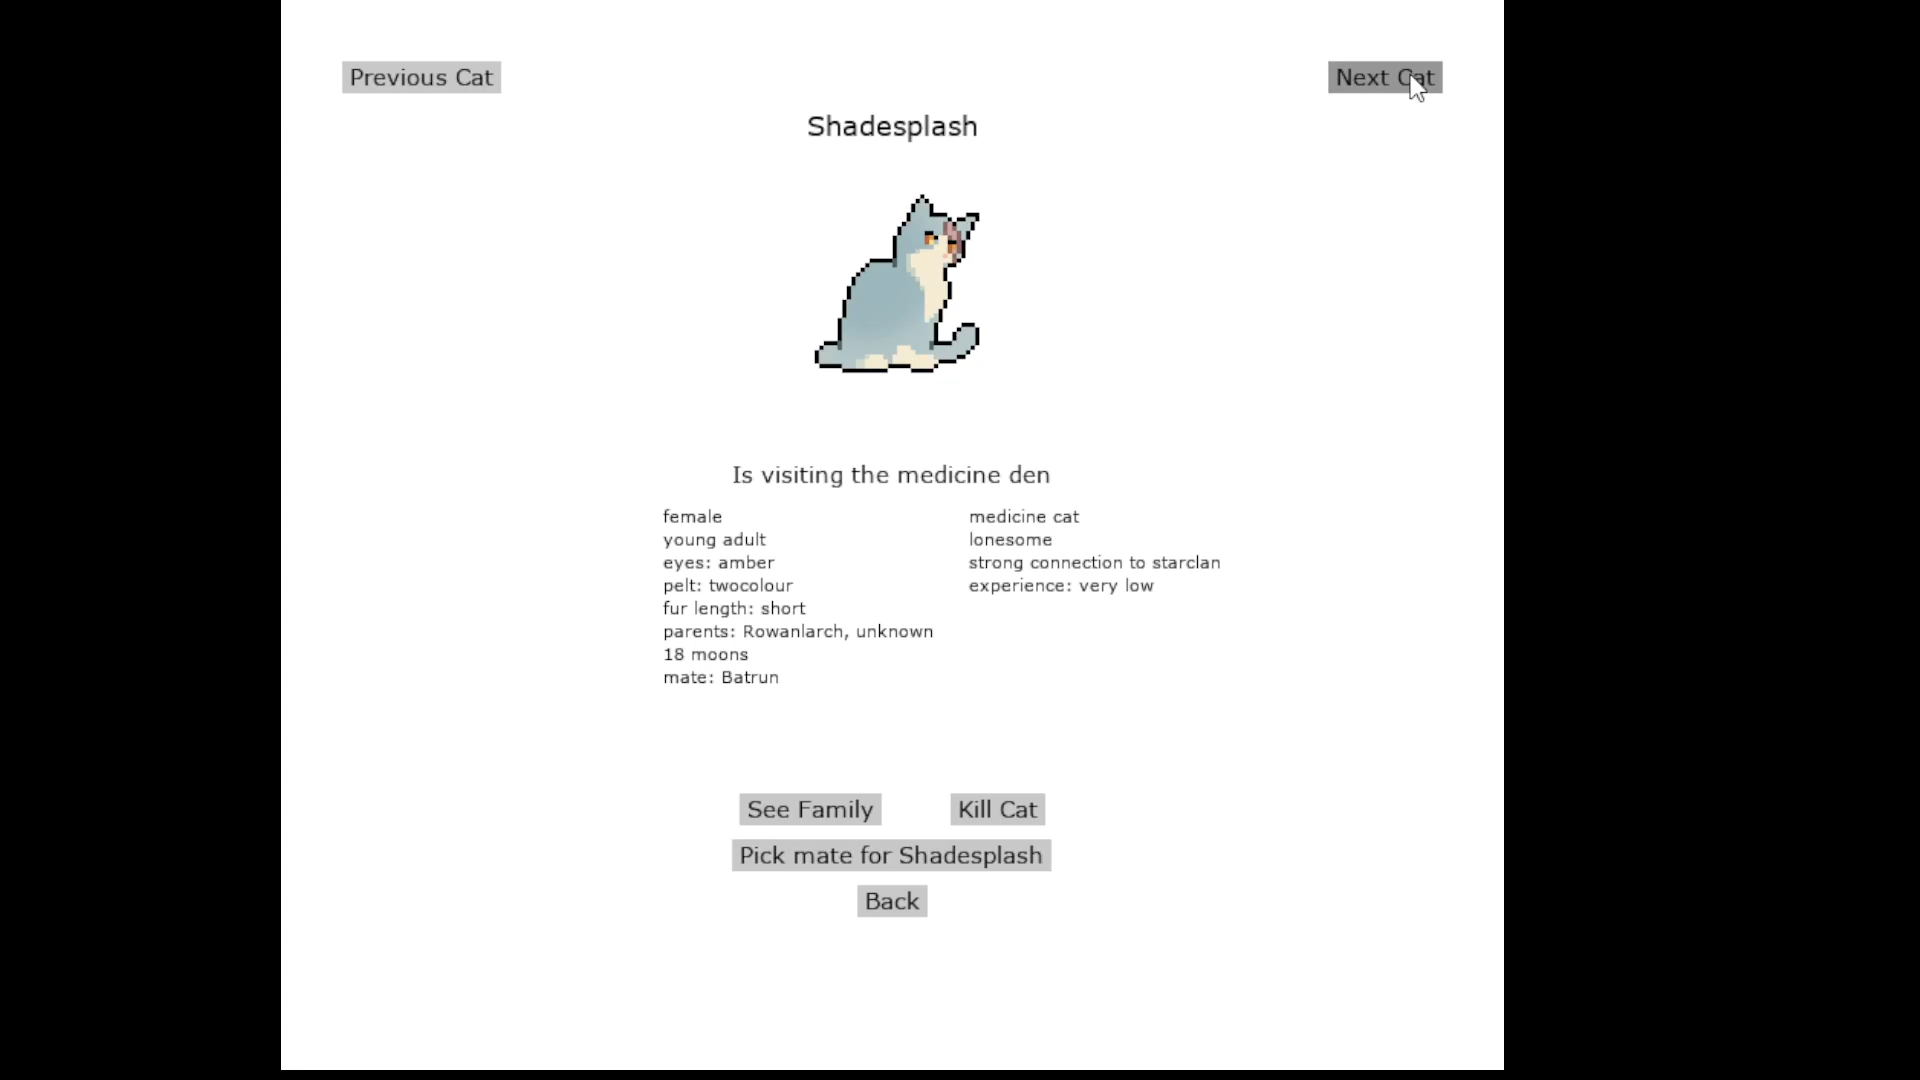 Previous Cat
Next Cat
Shadesplash
Is visiting the medicine den
female
young adult
eyes: amber
pelt: twocolour
fur length: short
parents: Rowanlarch, unknown
18 moons
mate: Batrun
medicine cat
lonesome
strong connection to starclan
experience: very low
See Family
Kill Cat
Pick mate for Shadesplash
Back